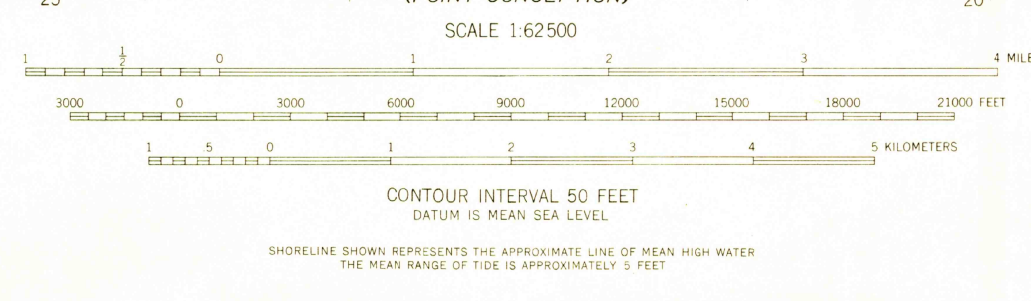 SCALE 1:62500
1 1/2 0 1 2 3 4 MILE
3000 0 3000 6000 9000 12000 15000 18000 21000 FEET
1 .5 0 1 2 3 4 5 KILOMETERS
CONTOUR INTERVAL 50 FEET
DATUM IS MEAN SEA LEVEL
SHORELINE SHOWN REPRESENTS THE APPROXIMATE LINE OF MEAN HIGH WATER
THE MEAN RANGE OF TIDE IS APPROXIMATELY 5 FEET